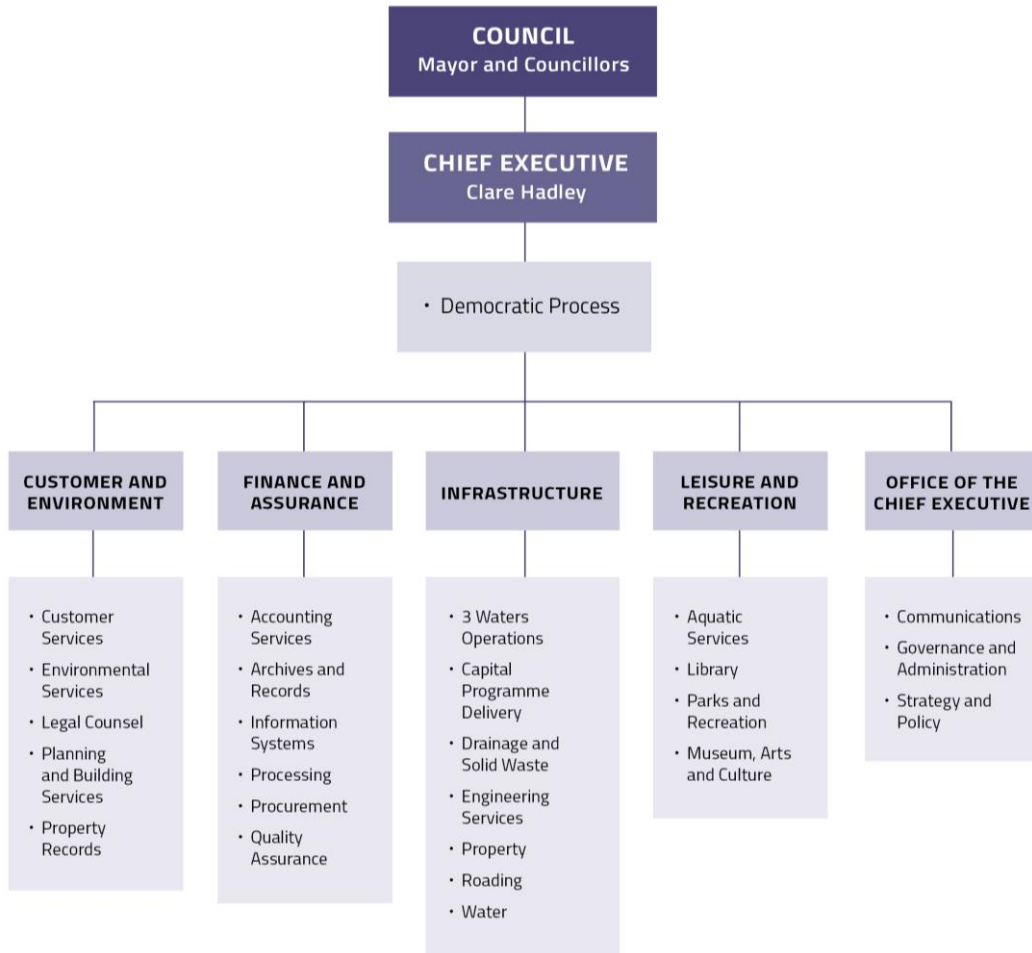 COUNCIL
Mayor and Councillors
CHIEF EXECUTIVE
Clare Hadley
• Democratic Process
CUSTOMER AND
ENVIRONMENT
• Customer
Services
• Environmental
Services
• Legal Counsel
• Planning
and Building
Services
• Property
Records
FINANCE AND
ASSURANCE
• Accounting
Services
• Archives and
Records
• Information
Systems
• Processing
• Procurement
• Quality
Assurance
INFRASTRUCTURE
• 3 Waters
Operations
• Capital
Programme
Delivery
• Drainage and
Solid Waste
• Engineering
Services
• Property
• Roading
• Water
LEISURE AND
RECREATION
• Aquatic
Services
• Library
• Parks and
Recreation
• Museum, Arts
and Culture
OFFICE OF THE
CHIEF EXECUTIVE
• Communications
• Governance and
Administration
• Strategy and
Policy